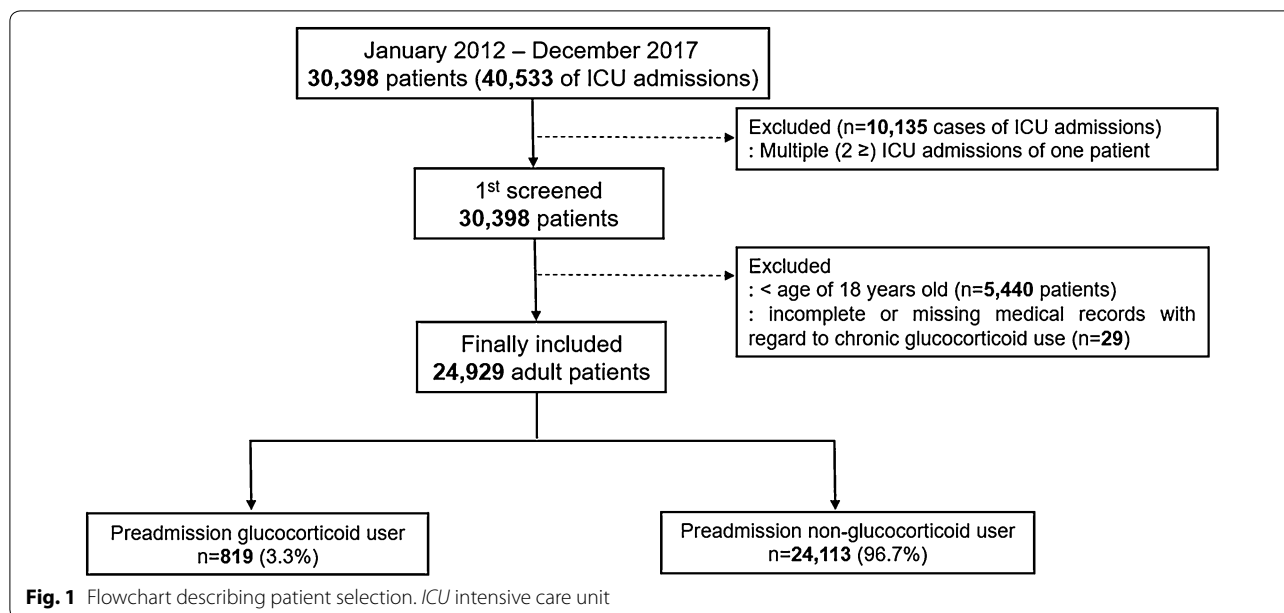 January 2012 – December 2017
30,398 patients (40,533 of ICU admissions)
Excluded (n=10,135 cases of ICU admissions)
: Multiple (2 ≥) ICU admissions of one patient
1st screened
30,398 patients
Excluded
: < age of 18 years old (n=5,440 patients)
: incomplete or missing medical records with
regard to chronic glucocorticoid use (n=29)
Finally included
24,929 adult patients
Preadmission glucocorticoid user
n=819 (3.3%)
Preadmission non-glucocorticoid user
n=24,113 (96.7%)
Fig. 1 Flowchart describing patient selection. ICU intensive care unit